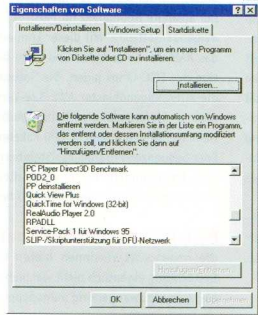 Eigenschaften von Software
Installieren/Deinstallieren
Windows-Setup
Startdiskette
Klicken Sie auf "Installieren", um ein neues Programm
von Diskette oder CD zu installieren.
Installieren...
Die folgende Software kann automatisch von Windows
entfernt werden. Markieren Sie in der Liste ein Programm,
das entfernt oder dessen Installationsumfang modifiziert
werden soll, und klicken Sie dann auf
"Hinzufügen/Entfernen".
PC Player Direct3D Benchmark
POD2_0
PP deinstallieren
Quick View Plus
QuickTime for Windows (32-bit)
RealAudio Player 2.0
RPADLL
Service-Pack 1 für Windows 95
SLIP-/Skriptunterstützung für DFÜ-Netzwerk
Hinzufügen/Entfernen...
OK
Abbrechen
Übernehmen